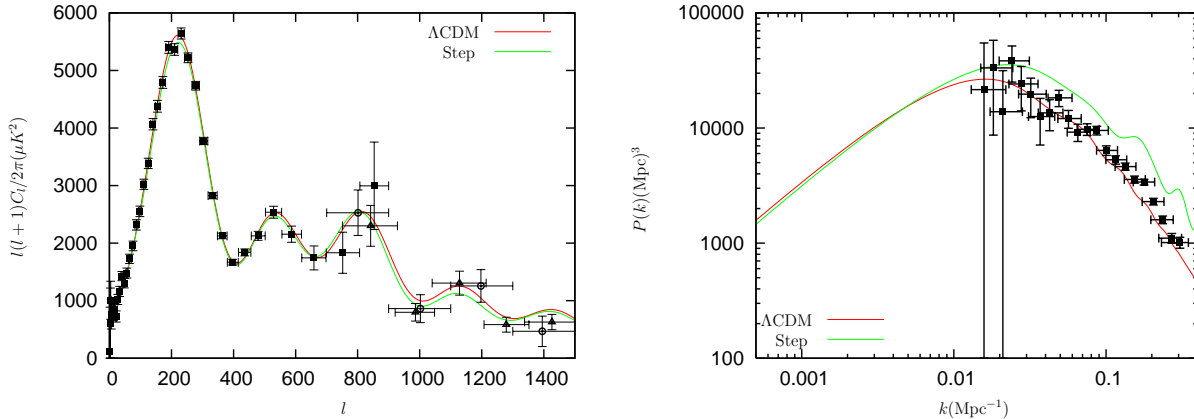 6000
5000
4000
3000
2000
1000
0
l(l + 1)C_l/2π(μK²)
ΛCDM
Step
0 200 400 600 800 1000 1200 1400
l
100000
10000
1000
100
P(k)(Mpc)³
ΛCDM
Step
0.001 0.01 0.1
k(Mpc⁻¹)